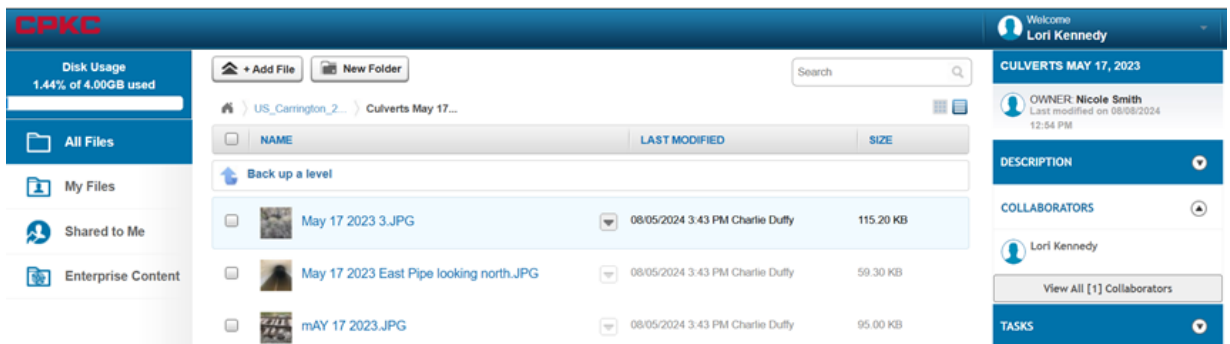 CPKC
Welcome
Lori Kennedy
Disk Usage
1.44% of 4.00GB used
All Files
My Files
Shared to Me
Enterprise Content
+ Add File
New Folder
Search
US_Carrington_2...
Culverts May 17...
NAME LAST MODIFIED SIZE
Back up a level
May 17 2023 3.JPG 08/05/2024 3:43 PM Charlie Duffy 115.20 KB
May 17 2023 East Pipe looking north.JPG 08/05/2024 3:43 PM Charlie Duffy 59.30 KB
mAY 17 2023.JPG 08/05/2024 3:43 PM Charlie Duffy 95.00 KB
CULVERTS MAY 17, 2023
OWNER: Nicole Smith
Last modified on 08/08/2024
12:54 PM
DESCRIPTION
COLLABORATORS
Lori Kennedy
View All [1] Collaborators
TASKS